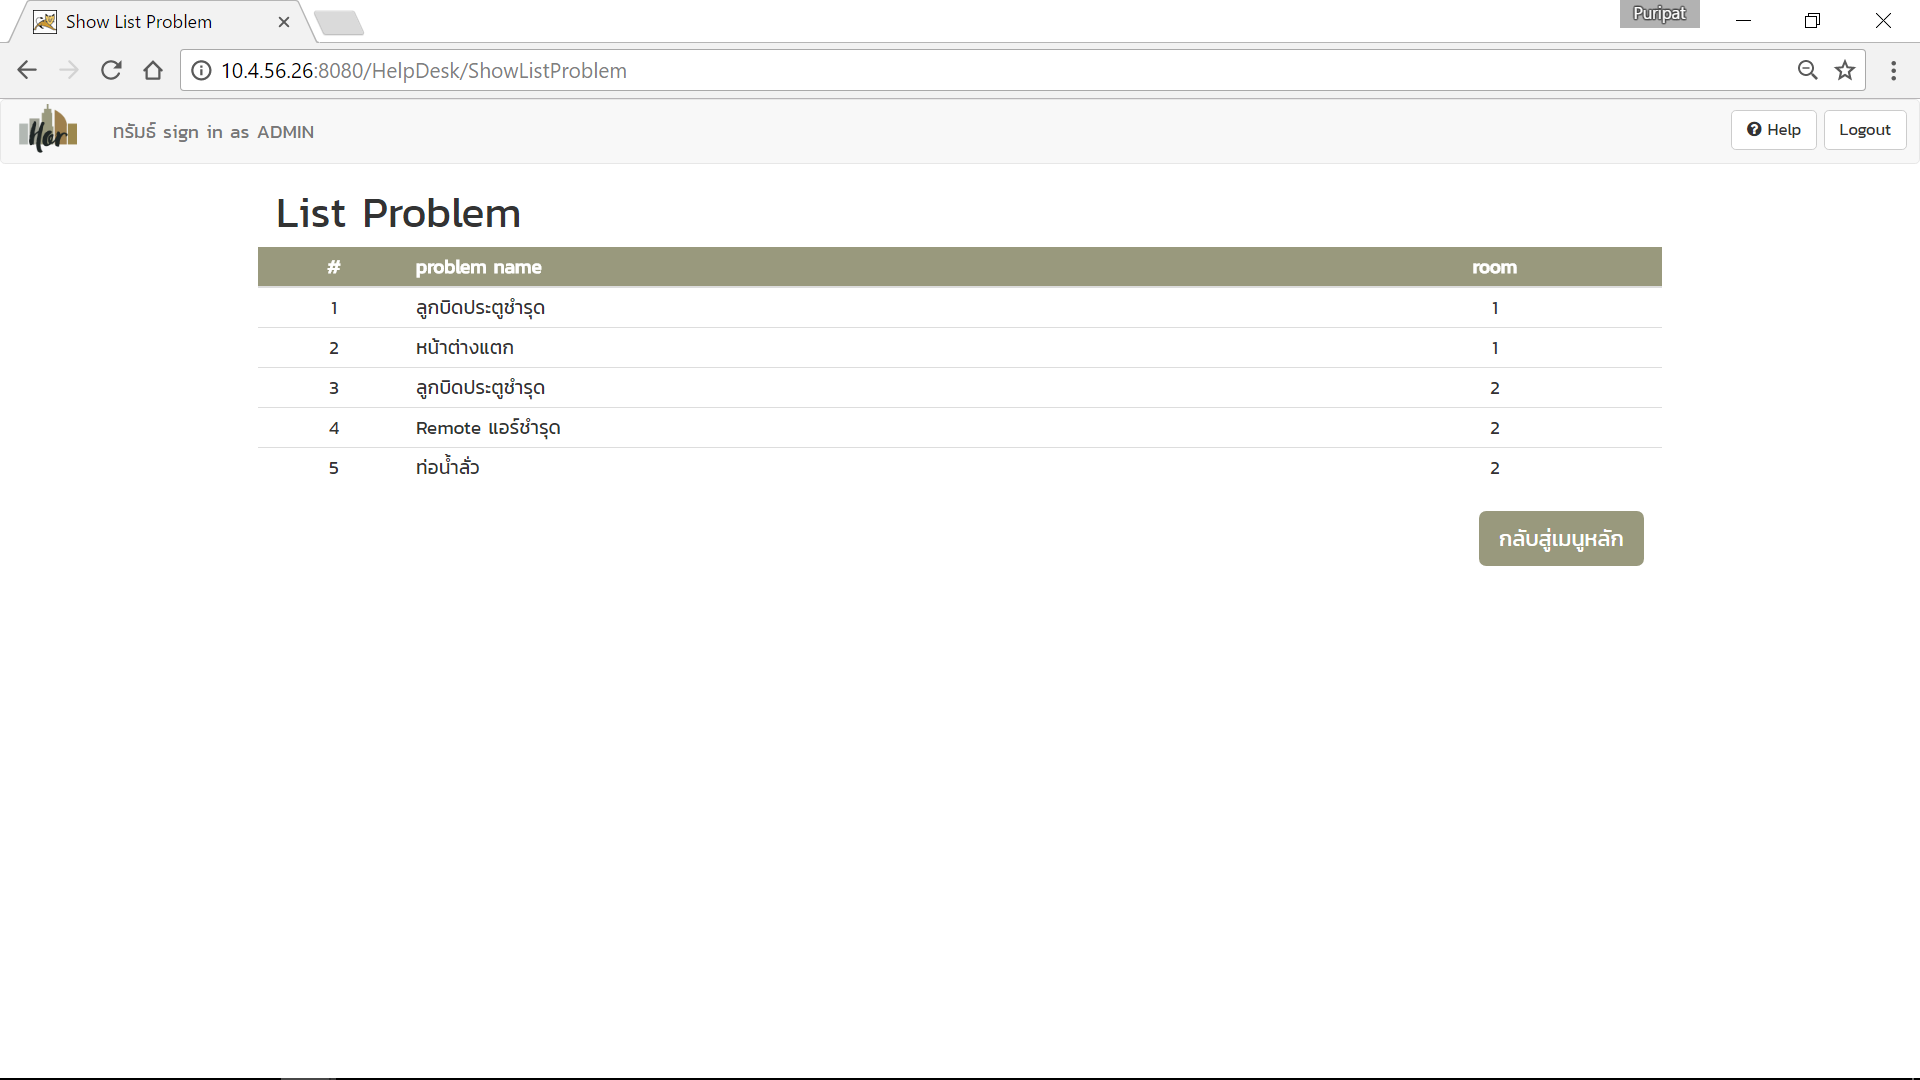 Show List Problem
Puripat
10.4.56.26:8080/HelpDesk/ShowListProblem
Hor
ทรัมธ์ sign in as ADMIN
Help
Logout
List Problem
# problem name room
1 ลูกบิดประตูชำรุด 1
2 หน้าต่างแตก 1
3 ลูกบิดประตูชำรุด 2
4 Remote แอร์ชำรุด 2
5 ท่อน้ำลั่ว 2
กลับสู่เมนูหลัก